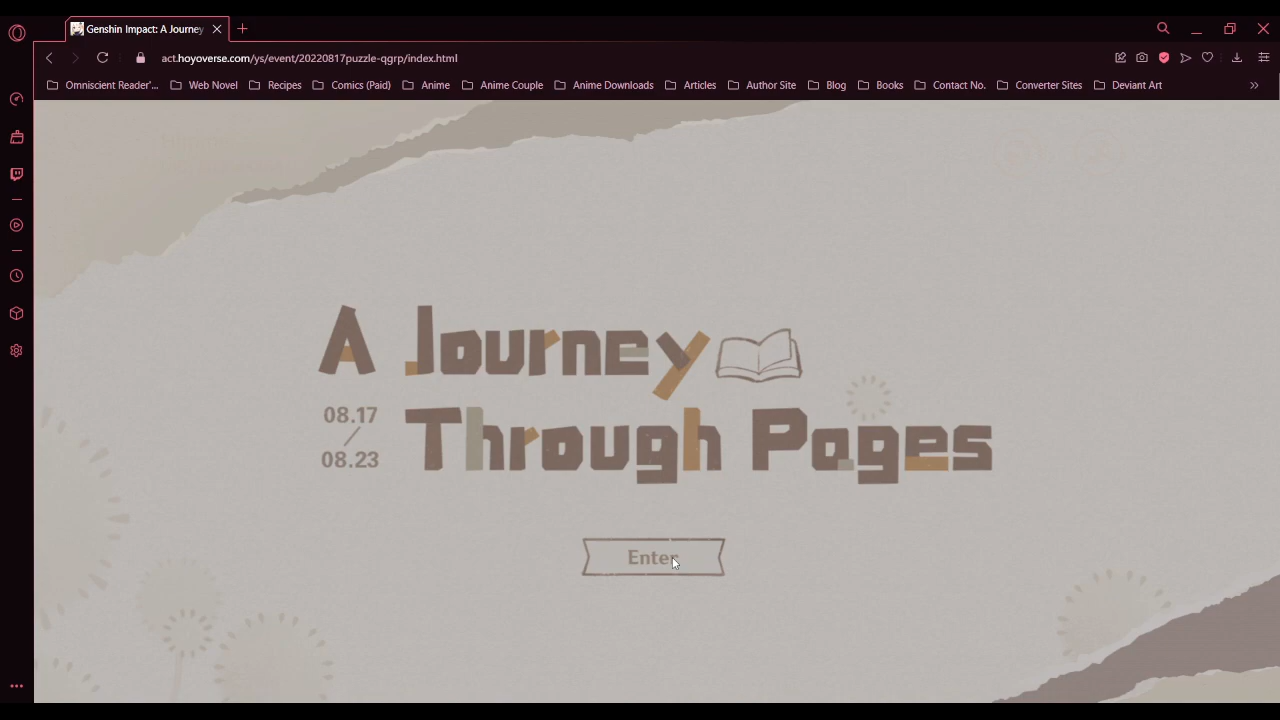 Genshin Impact: A Journey
act.hoyoverse.com/ys/event/20220817puzzle-qgrp/index.html
Omniscient Reader'... Web Novel Recipes Comics (Paid) Anime Anime Couple Anime Downloads Articles Author Site Blog Books Contact No. Converter Sites Deviant Art
A Journey
08.17
08.23
Through Pages
Enter